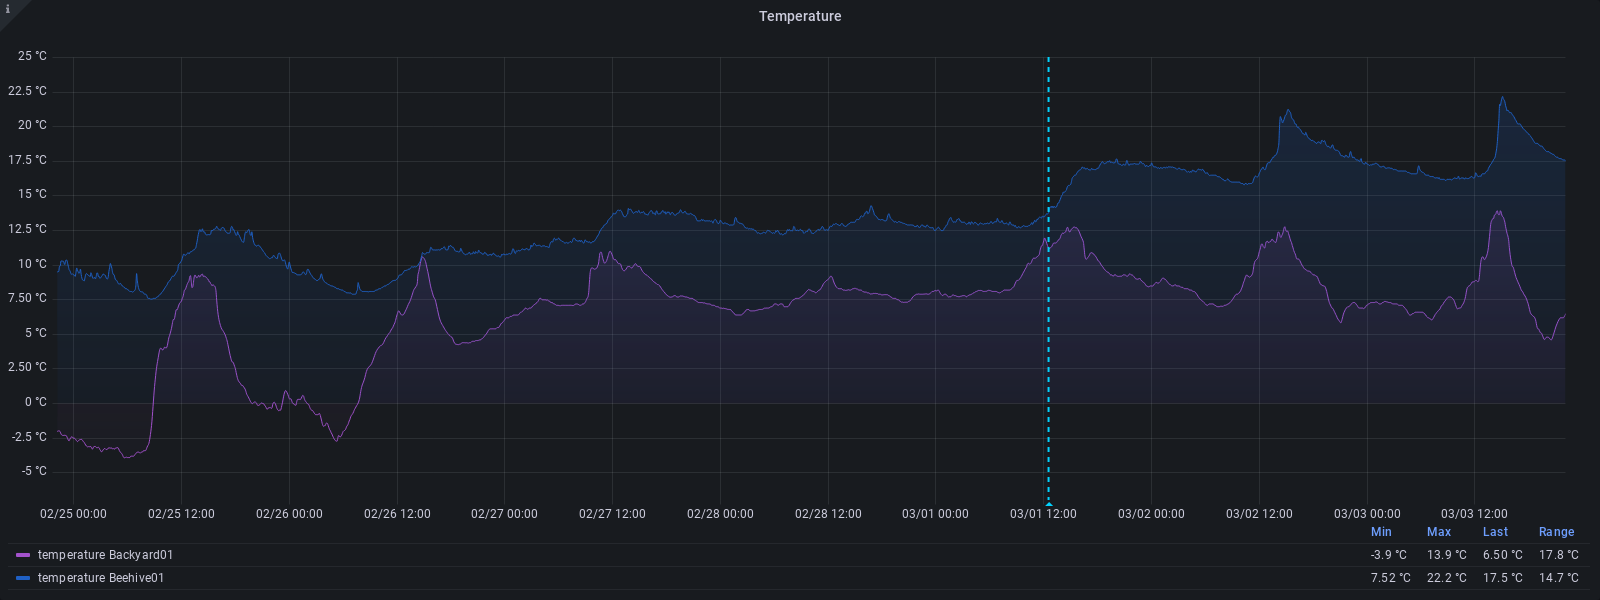 i
Temperature
25 °C
22.5 °C
20 °C
17.5 °C
15 °C
12.5 °C
10 °C
7.50 °C
5 °C
2.50 °C
0 °C
-2.5 °C
-5 °C
02/25 00:00 02/25 12:00 02/26 00:00 02/26 12:00 02/27 00:00 02/27 12:00 02/28 00:00 02/28 12:00 03/01 00:00 03/01 12:00 03/02 00:00 03/02 12:00 03/03 00:00 03/03 12:00
Min Max Last Range
temperature Backyard01 -3.9 °C 13.9 °C 6.50 °C 17.8 °C
temperature Beehive01 7.52 °C 22.2 °C 17.5 °C 14.7 °C